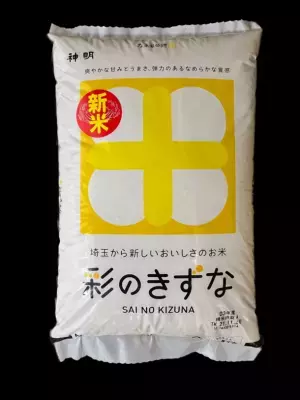 神明
爽やかな甘みとうまさ、弾力のあるなめらかな食感
新米
埼玉から新しいおいしさのお米
彩のきずな
SAI NO KIZUNA